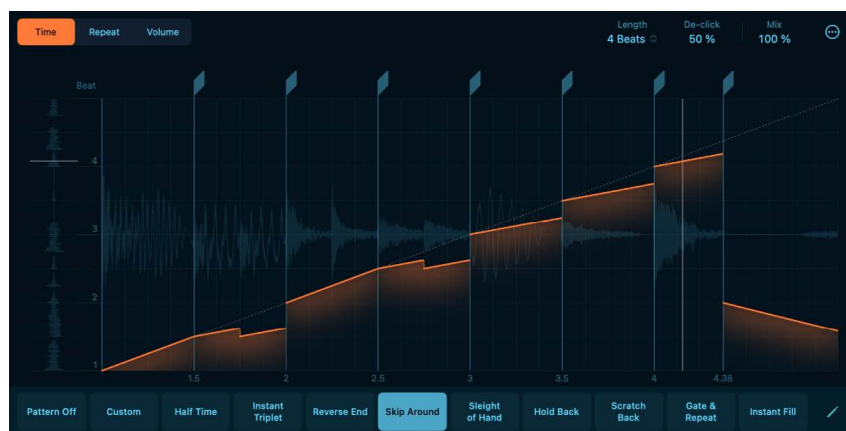 Time
Repeat
Volume
Length
De-click
Mix
4 Beats
50 %
100 %
Beat
4
3
2
1
1.5
2
2.5
3
3.5
4
4.38
Pattern Off
Custom
Half Time
Instant
Triplet
Reverse End
Skip Around
Sleight
of Hand
Hold Back
Scratch
Back
Gate &
Repeat
Instant Fill